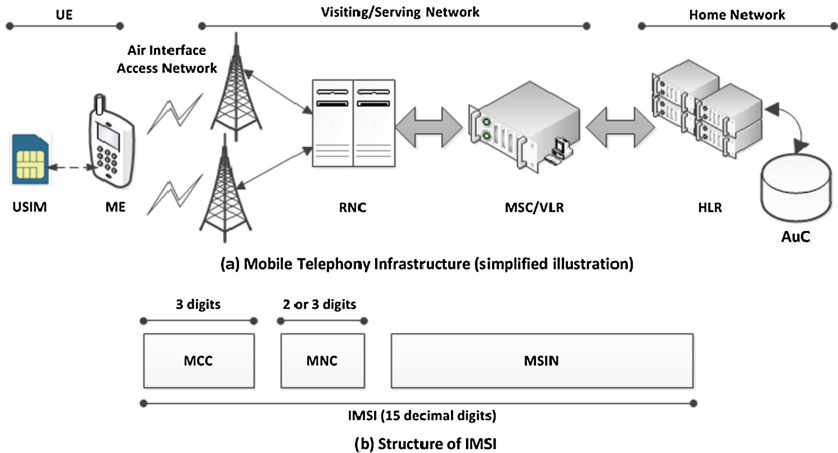 UE
Visiting/Serving Network
Home Network
Air Interface
Access Network
USIM
ME
RNC
MSC/VLR
HLR
AuC
(a) Mobile Telephony Infrastructure (simplified illustration)
3 digits
2 or 3 digits
MCC
MNC
MSIN
IMSI (15 decimal digits)
(b) Structure of IMSI